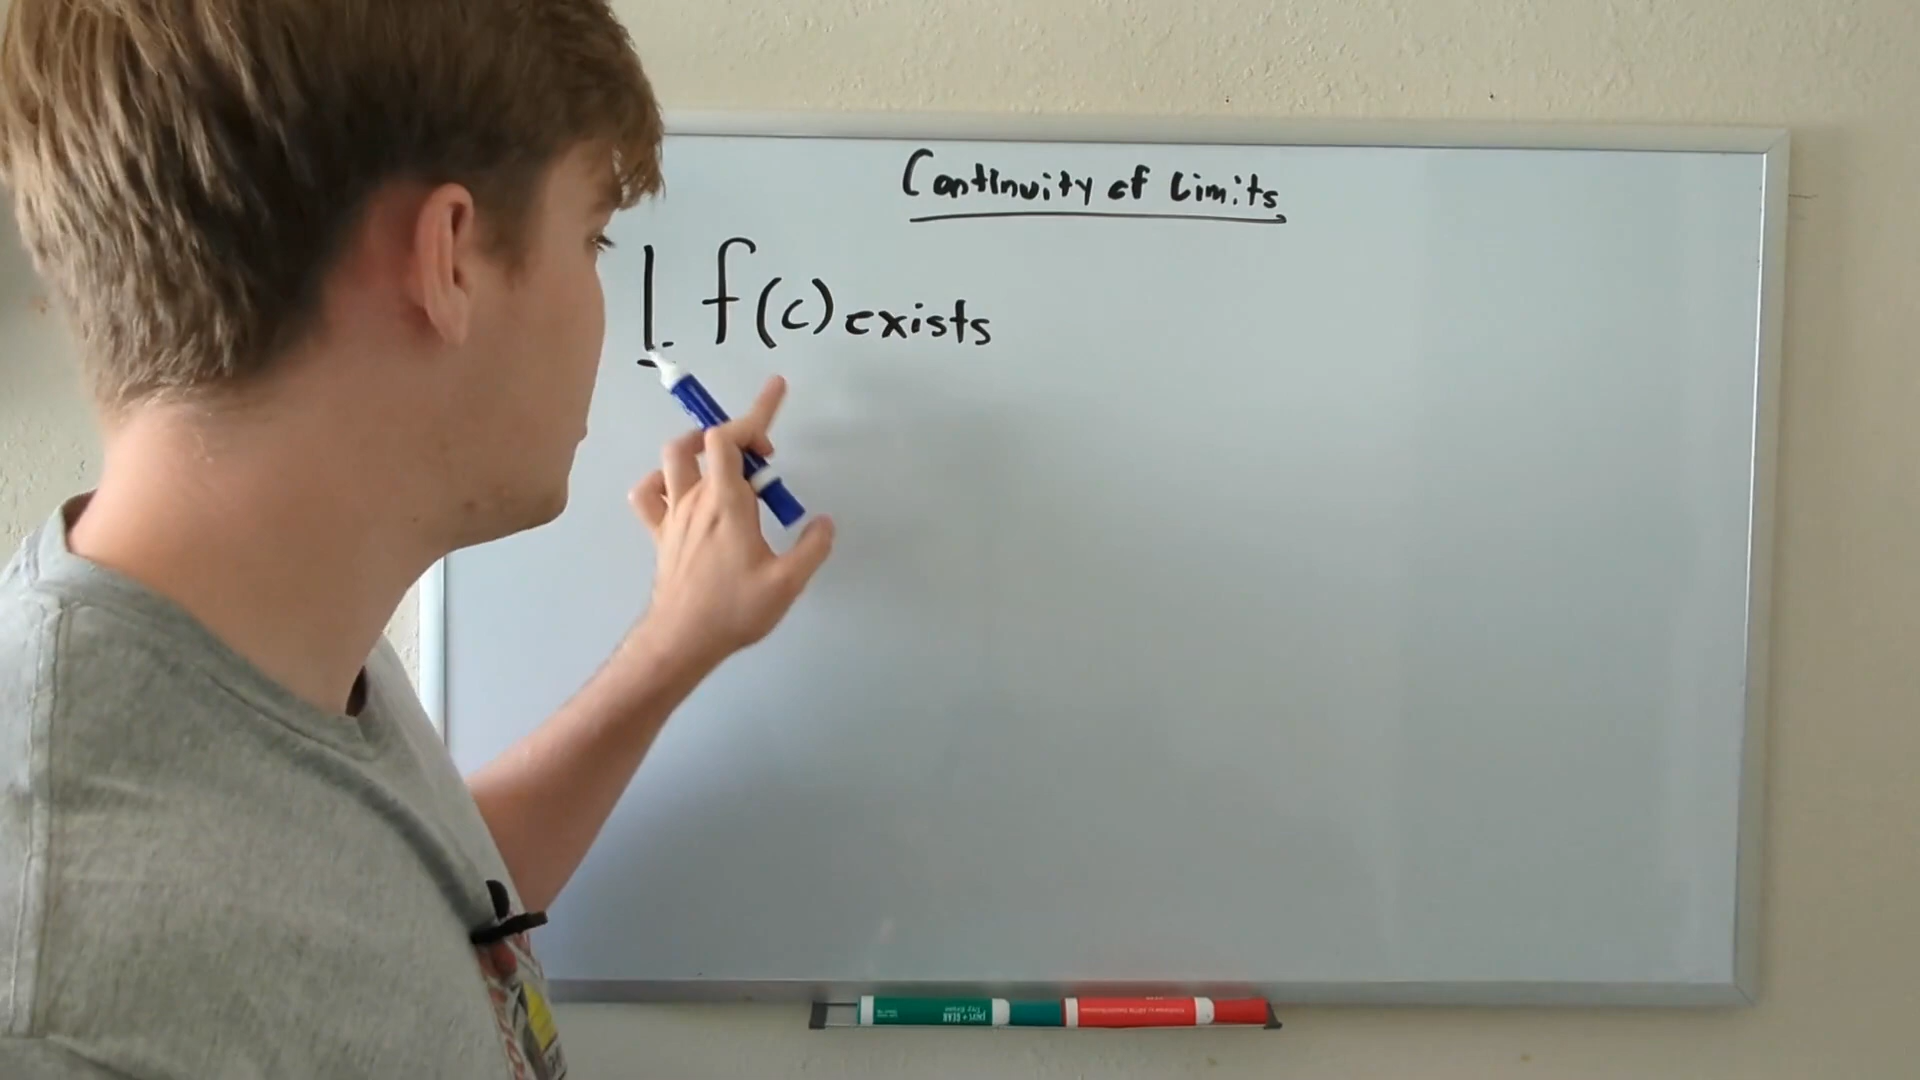 Continuity of Limits
1. f(c) exists